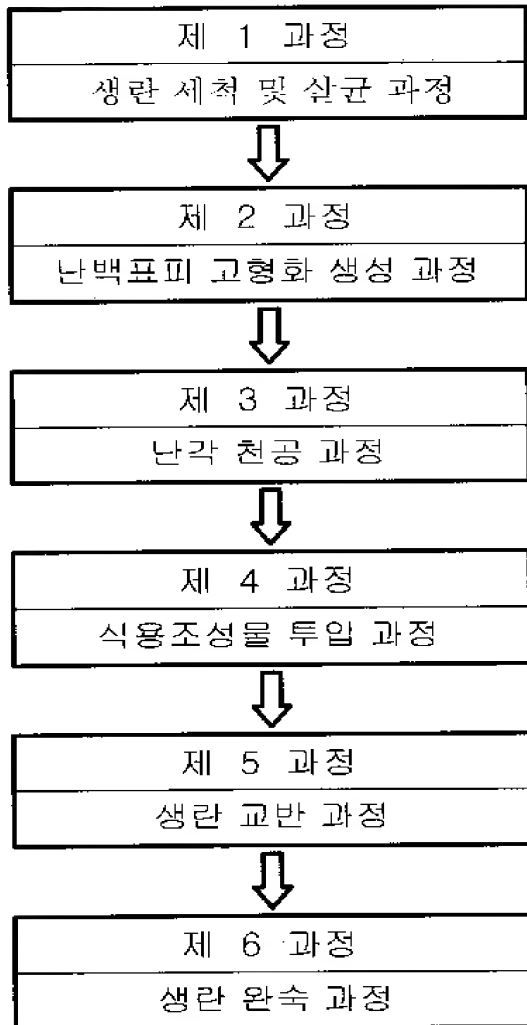 제 1 과정
생란 세척 및 살균 과정
제 2 과정
난백표피 고형화 생성 과정
제 3 과정
난각 천공 과정
제 4 과정
식용조성물 투입 과정
제 5 과정
생란 교반 과정
제 6 과정
생란 완숙 과정